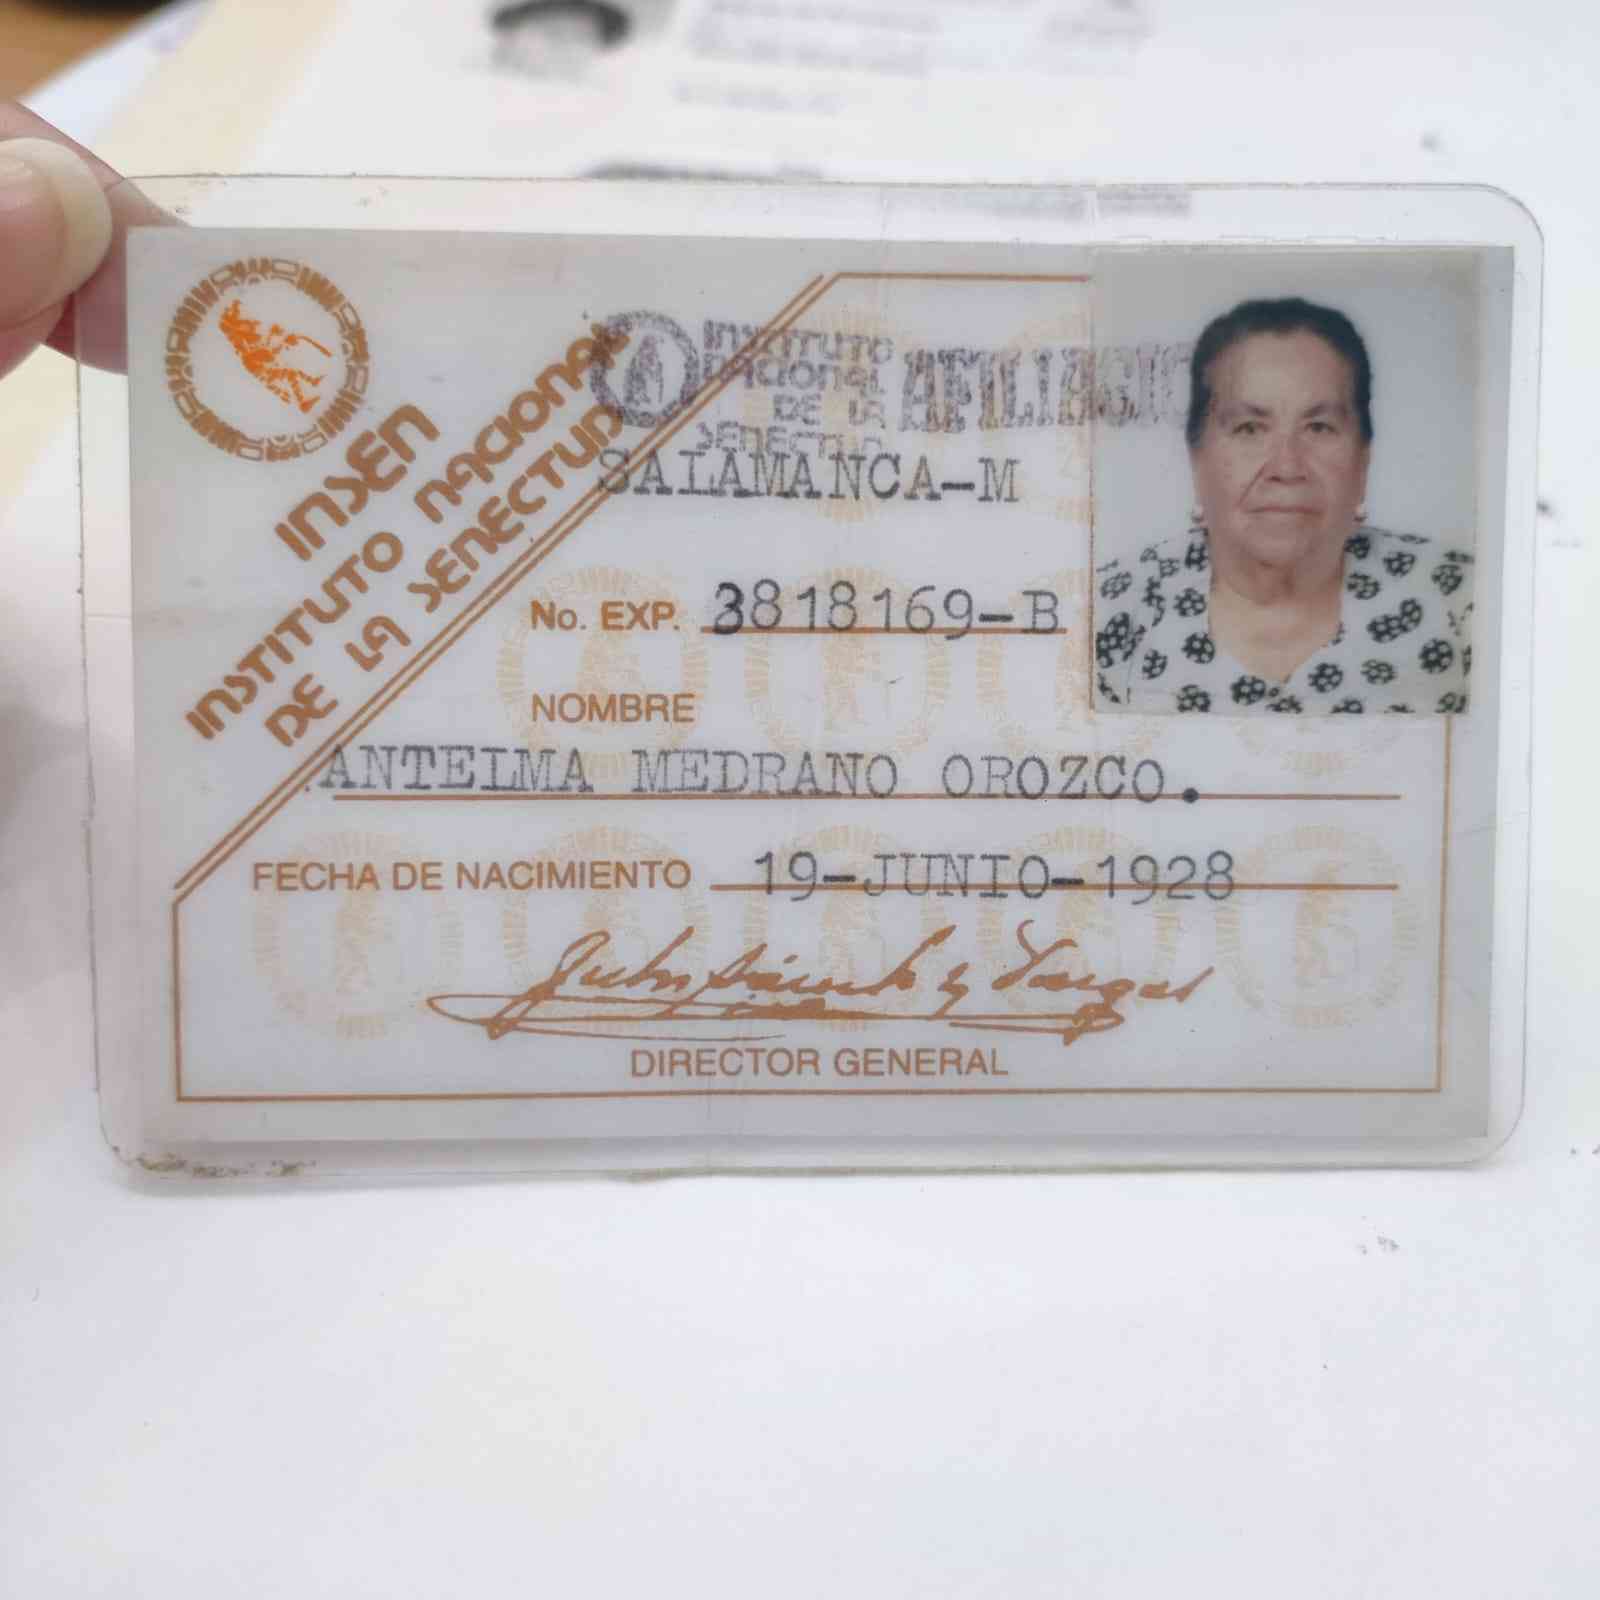 INSEN
INSTITUTO NACIONAL
DE LA SENECTUD
INSTITUTO
NACIONAL
DE LA
SENECTUD
AFILIACIO
SALAMANCA-M
No. EXP. 3818169-B
NOMBRE
ANTELMA MEDRANO OROZCO.
FECHA DE NACIMIENTO 19-JUNIO-1928
DIRECTOR GENERAL